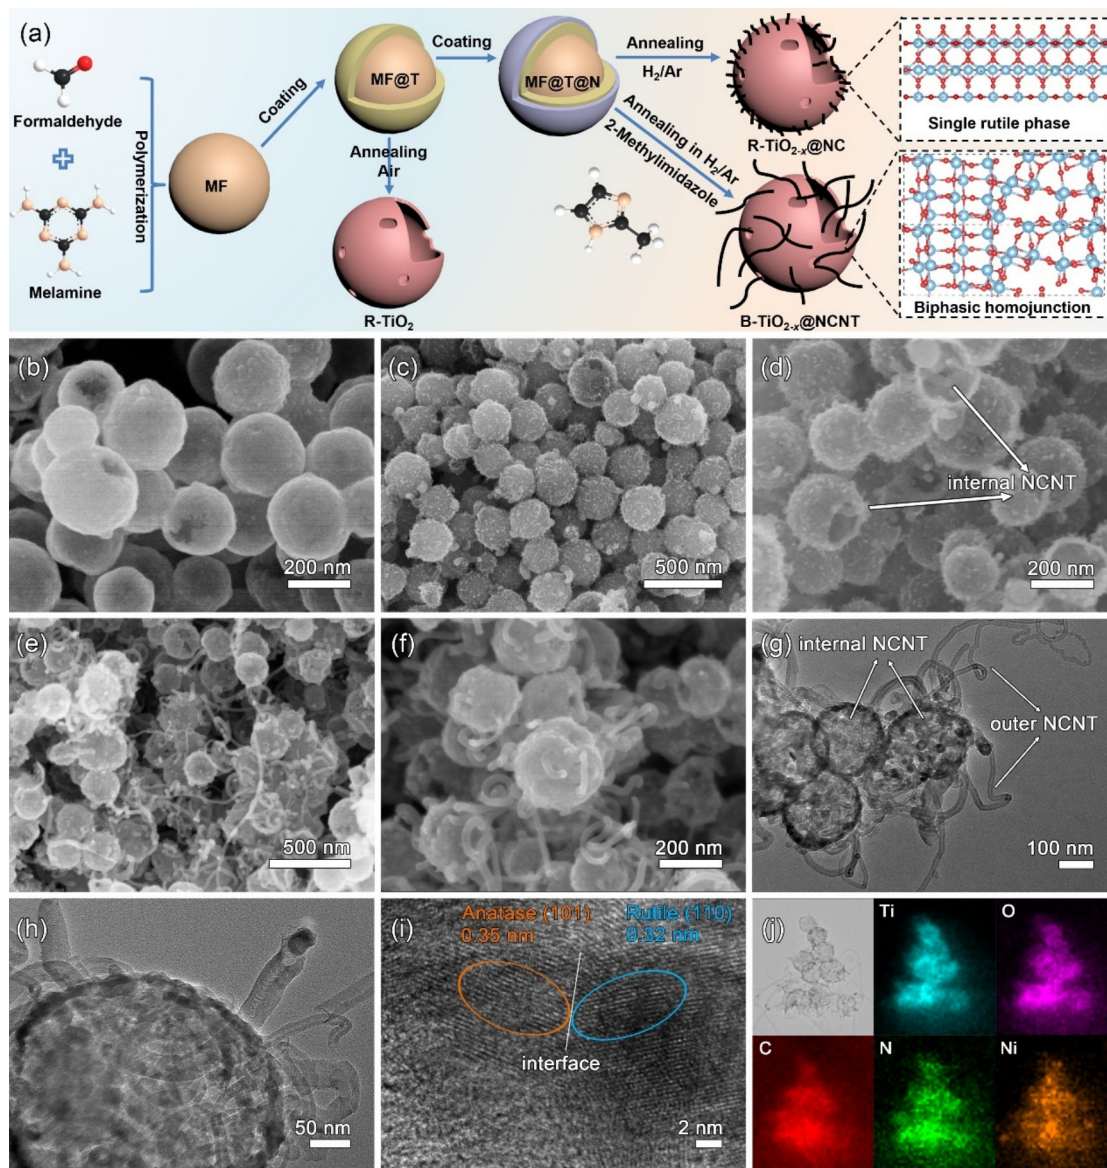 (a)
Formaldehyde
Melamine
Polymerization
MF
Coating
MF@T
Coating
MF@T@N
Annealing
Air
R-TiO2
Annealing
H2/Ar
Annealing in H2/Ar
2-Methylimidazole
R-TiO2-x@NC
B-TiO2-x@NCNT
Single rutile phase
Biphasic homojunction
(b)
200 nm
(c)
500 nm
(d)
internal NCNT
200 nm
(e)
500 nm
(f)
200 nm
(g)
internal NCNT
outer NCNT
100 nm
(h)
50 nm
(i)
Anatase (101)
0.35 nm
Rutile (110)
0.32 nm
interface
2 nm
(j)
Ti
O
C
N
Ni